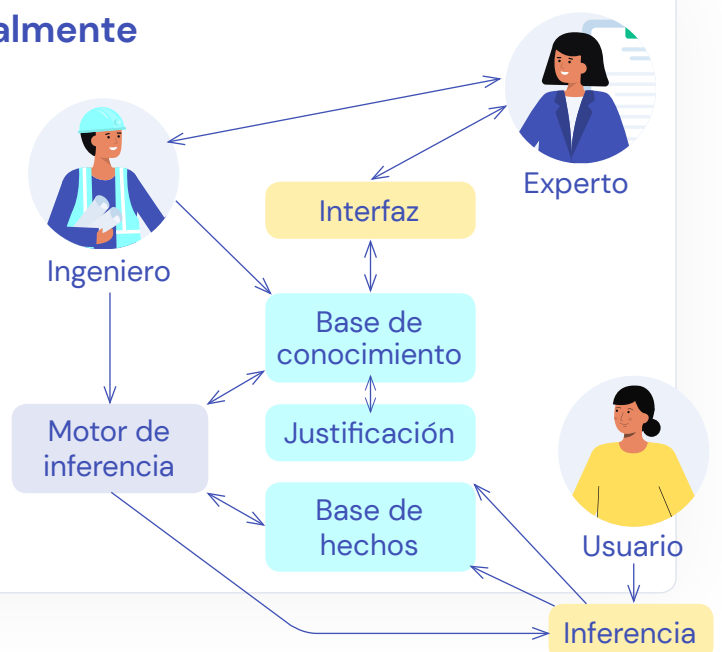 almente
Experto
Interfaz
Ingeniero
Base de
conocimiento
Motor de
inferencia
Justificación
Base de
hechos
Usuario
Inferencia